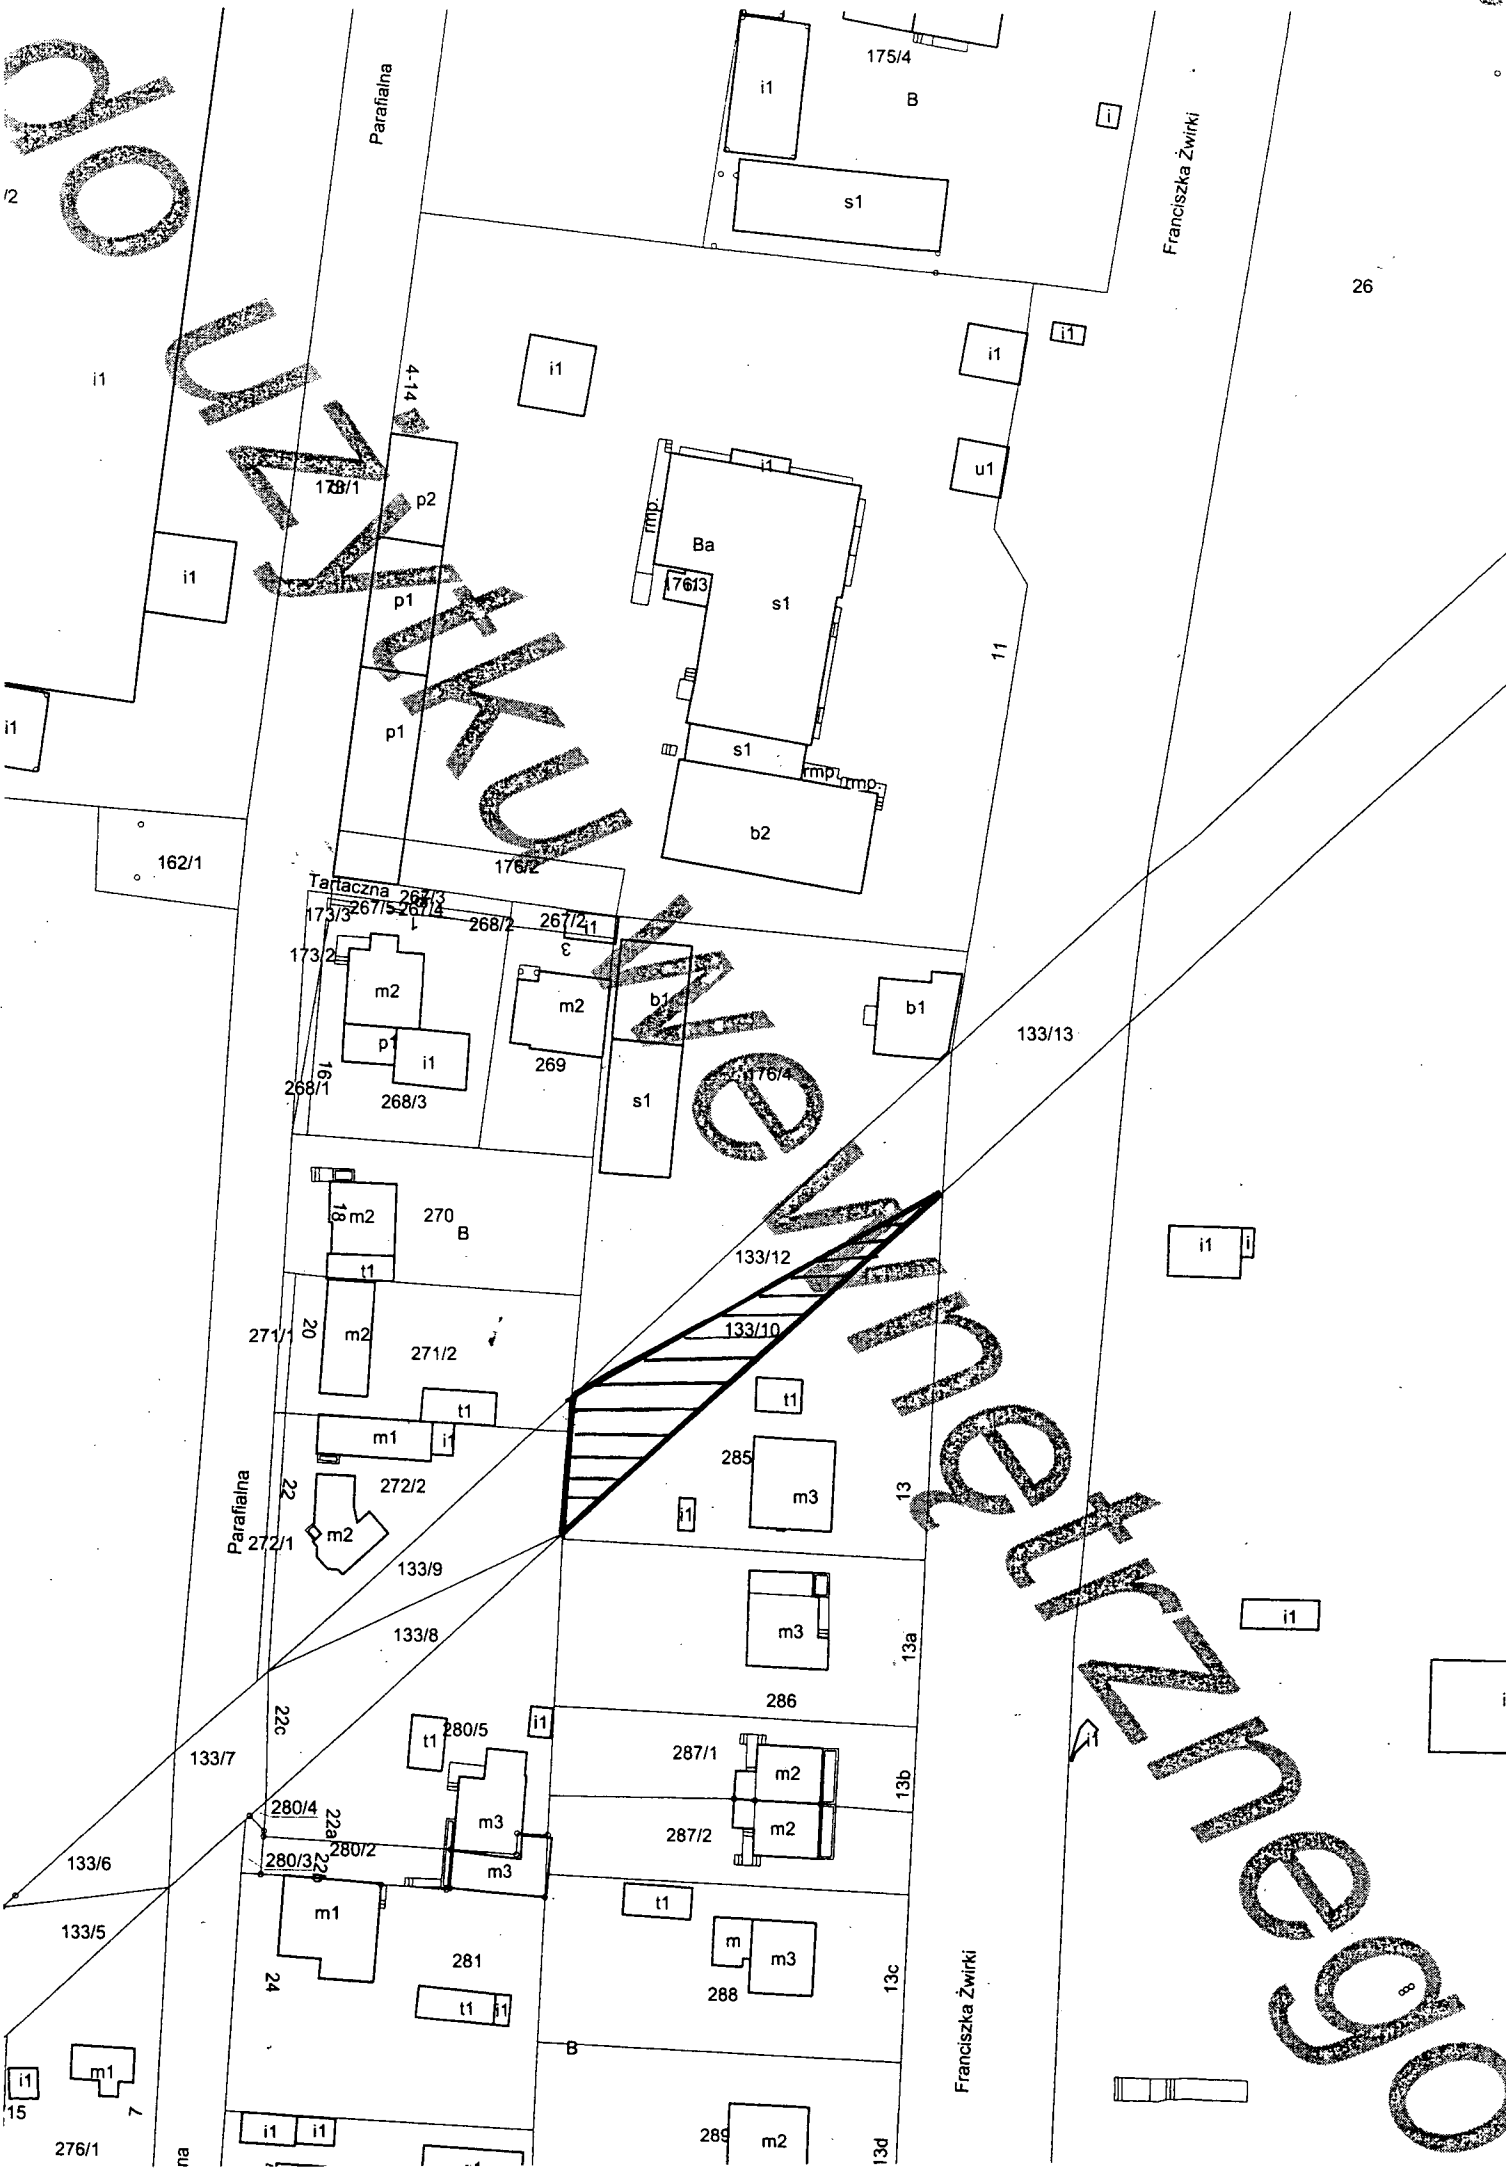 do użytku wewnętrznego
Parafialna
i1
175/4
B
i
Franciszka Żwirki
/2
s1
26
i1
4-14
i1
i1
i1
u1
p2
rmp.
i1
Ba
i1
p1
s1
11
i1
p1
s1
rmp.
rmp.
b2
162/1
176/2
Tartaczna
267/3
173/3
267/5
267/4
1
268/2
267/2
i1
3
173/2
m2
m2
b1
b1
133/13
p1
i1
269
176/4
16
268/1
268/3
s1
18
m2
270
B
t1
133/12
i1
i
271/1
20
m2
271/2
133/10
t1
t1
m1
i1
285
m3
13
22
272/2
i1
Parafialna
272/1
m2
133/9
133/8
m3
13a
i1
286
22c
t1
280/5
i1
287/1
m2
13b
i1
133/7
280/4
22a
m3
287/2
m2
280/2
133/6
280/3
22b
m3
m1
t1
133/5
281
m
m3
24
288
13c
t1
i1
Franciszka Żwirki
B
i1
m1
15
7
i1
i1
289
m2
13d
276/1
na